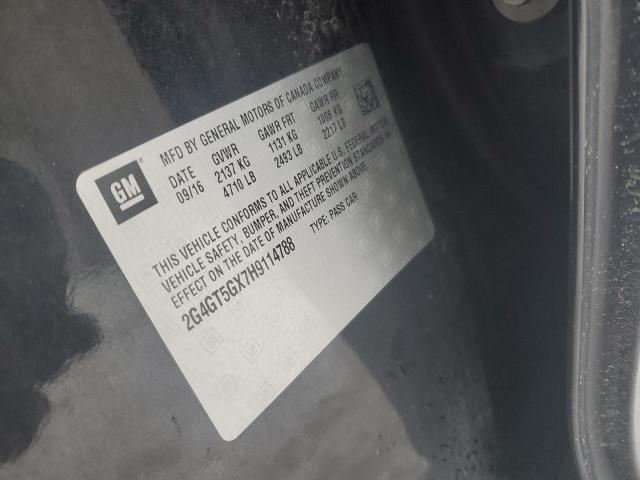 GM
MFD BY GENERAL MOTORS OF CANADA COMPANY
DATE GVWR GAWR FRT GAWR RR
09/16 2137 KG 1131 KG 1006 KG
4710 LB 2493 LB 2217 LB
THIS VEHICLE CONFORMS TO ALL APPLICABLE U.S. FEDERAL MOTOR
VEHICLE SAFETY, BUMPER, AND THEFT PREVENTION STANDARDS IN
EFFECT ON THE DATE OF MANUFACTURE SHOWN ABOVE.
2G4GT5GX7H9114788 TYPE: PASS CAR